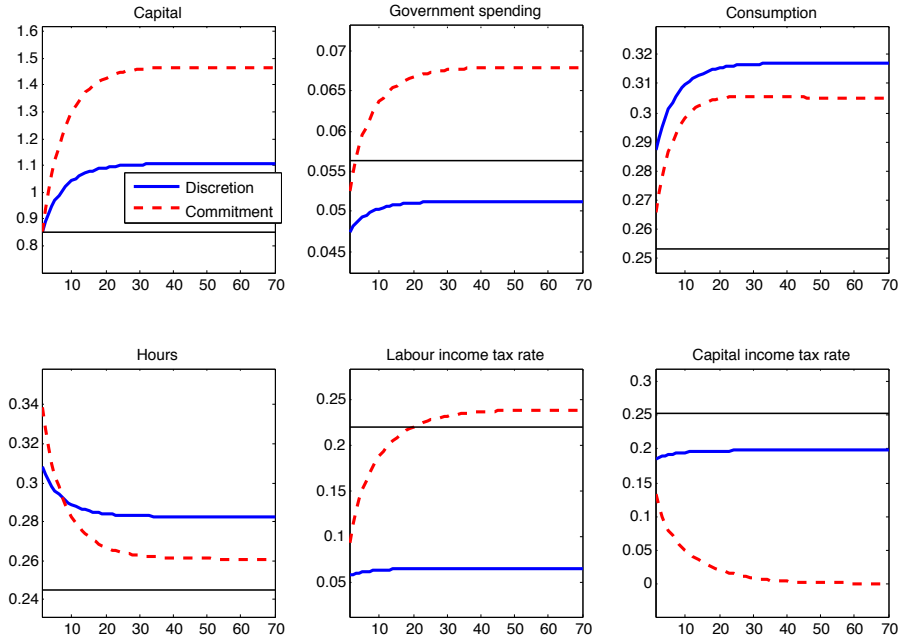 Capital
1.6
1.5
1.4
1.3
1.2
1.1
1
0.9
0.8
10 20 30 40 50 60 70
Discretion
Commitment
Government spending
0.07
0.065
0.06
0.055
0.05
0.045
10 20 30 40 50 60 70
Consumption
0.32
0.31
0.3
0.29
0.28
0.27
0.26
0.25
10 20 30 40 50 60 70
Hours
0.34
0.32
0.3
0.28
0.26
0.24
10 20 30 40 50 60 70
Labour income tax rate
0.25
0.2
0.15
0.1
0.05
10 20 30 40 50 60 70
Capital income tax rate
0.3
0.25
0.2
0.15
0.1
0.05
0
10 20 30 40 50 60 70